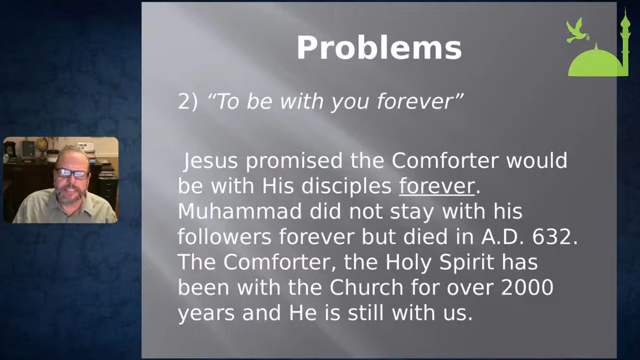 Problems
2) “To be with you forever”
Jesus promised the Comforter would
be with His disciples forever.
Muhammad did not stay with his
followers forever but died in A.D. 632.
The Comforter, the Holy Spirit has
been with the Church for over 2000
years and He is still with us.